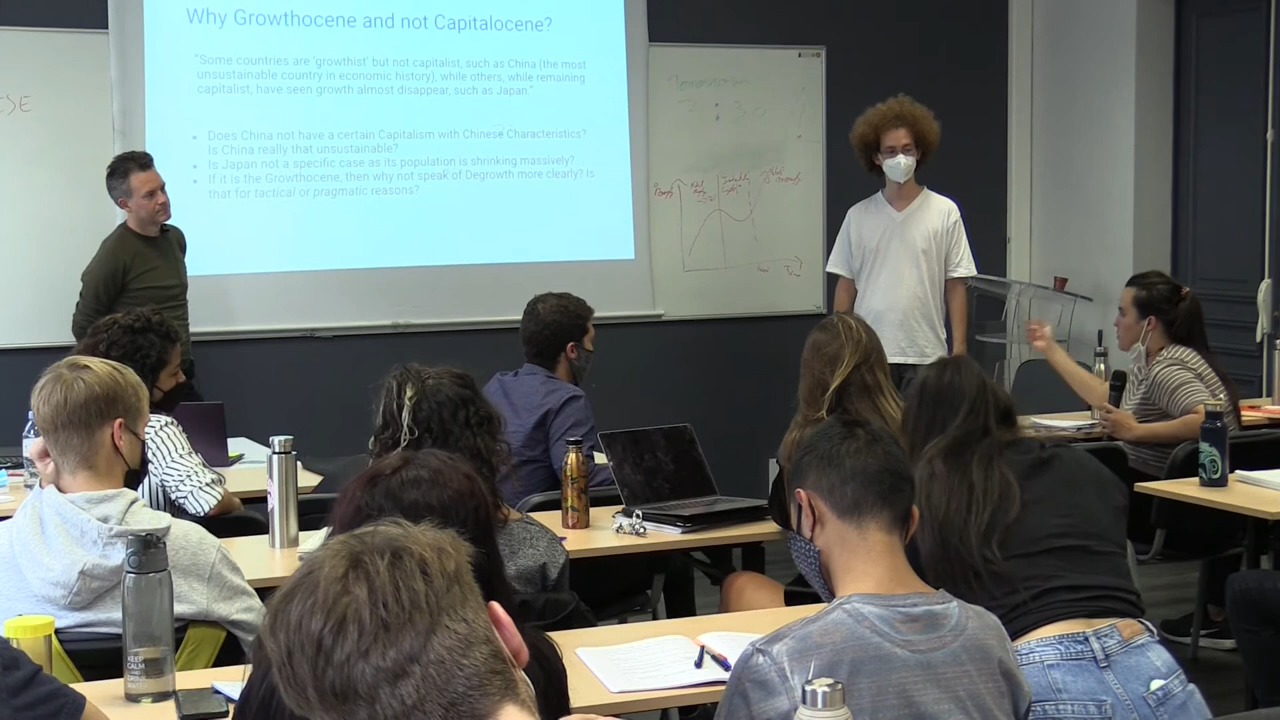 ESE
Why Growthocene and not Capitalocene?
"Some countries are 'growthist' but not capitalist, such as China (the most
unsustainable country in economic history), while others, while remaining
capitalist, have seen growth almost disappear, such as Japan."
• Does China not have a certain Capitalism with Chinese Characteristics?
Is China really that unsustainable?
• Is Japan not a specific case as its population is shrinking massively?
• If it is the Growthocene, then why not speak of Degrowth more clearly? Is
that for tactical or pragmatic reasons?
KEEP
CALM
AND
DRINK
WATER